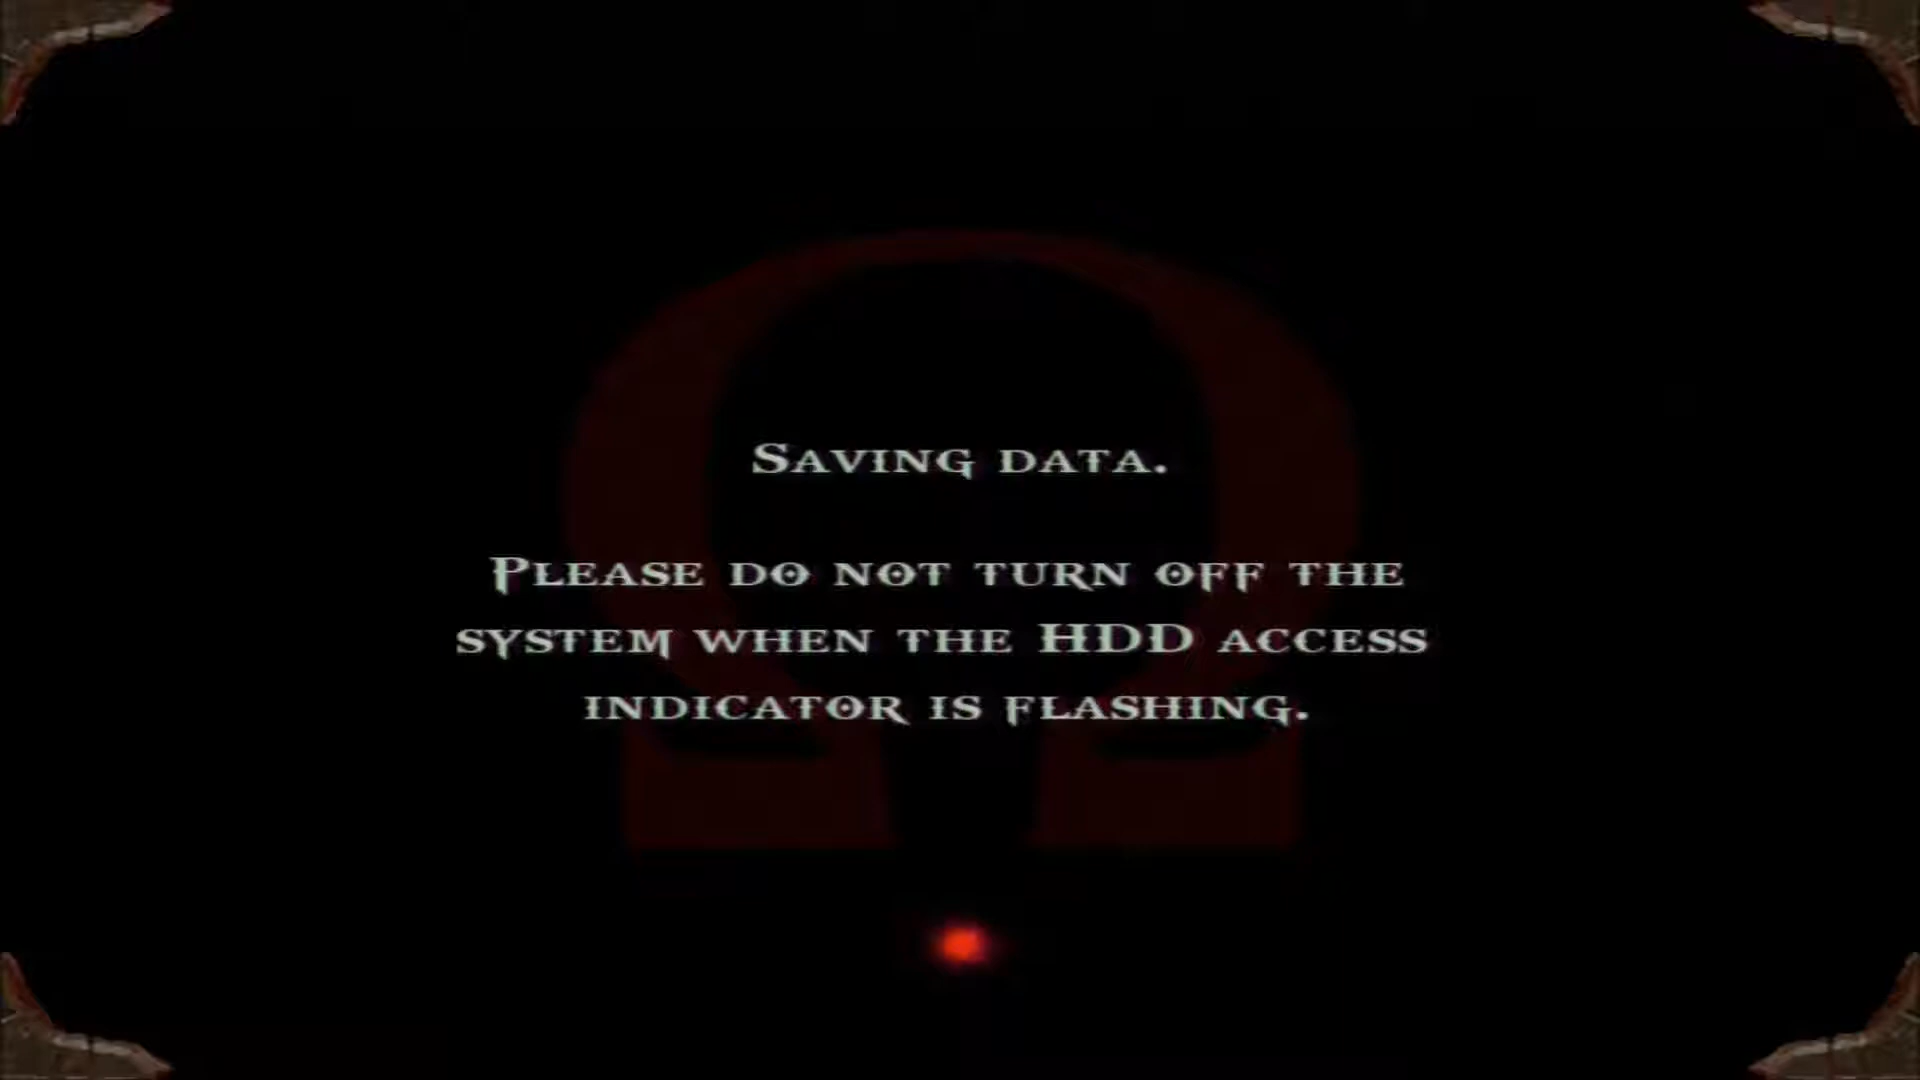 Saving data.
Please do not turn off the
system when the HDD access
indicator is flashing.